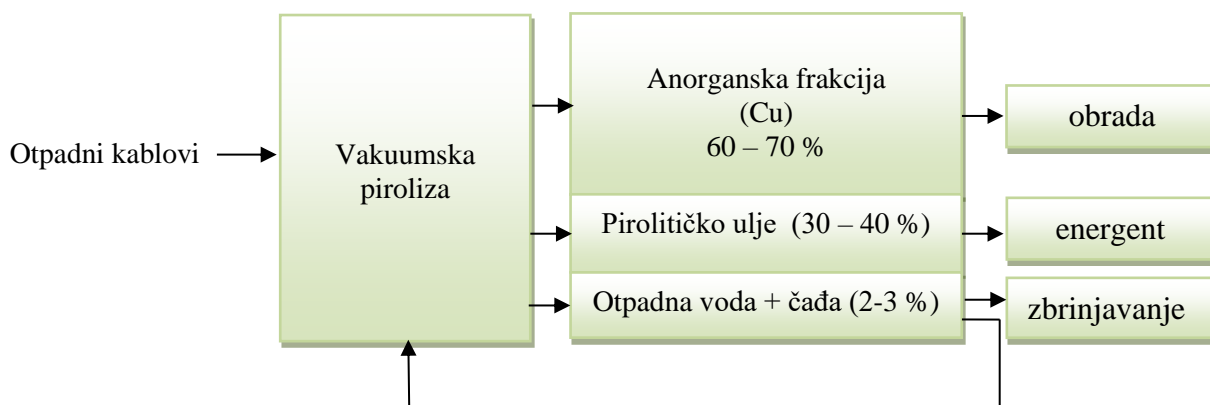 Otpadni kablovi
Vakuumska
piroliza
Anorganska frakcija
(Cu)
60 – 70 %
Pirolitičko ulje  (30 – 40 %)
Otpadna voda + čađa (2-3 %)
obrada
energent
zbrinjavanje